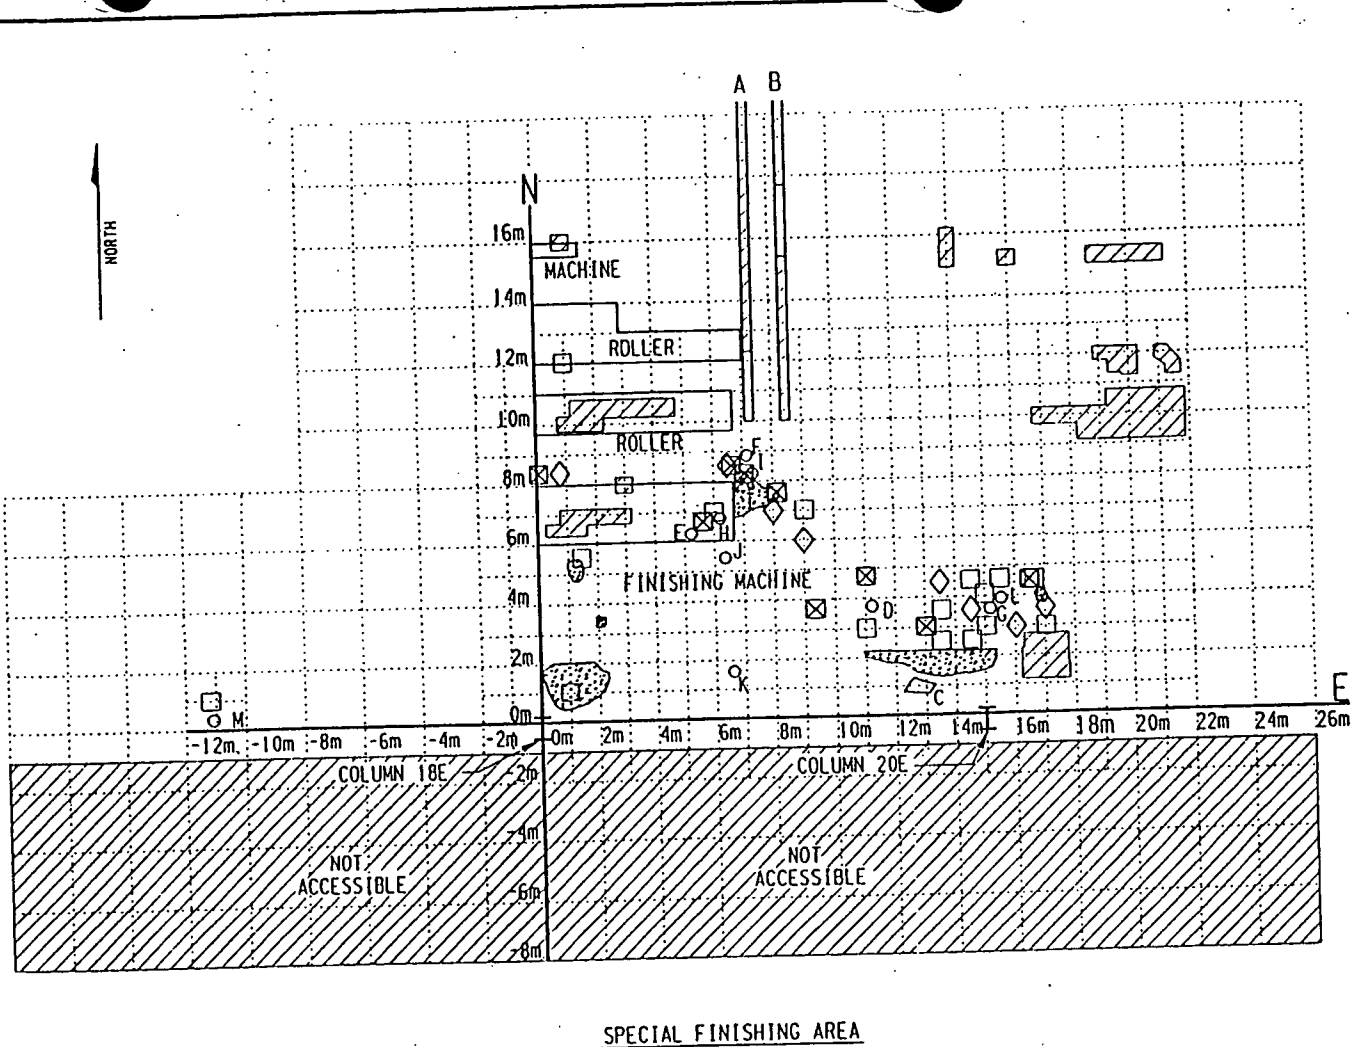 A B
N
NORTH
16m
MACHINE
14m
ROLLER
12m
10m
ROLLER
F
I
8m
E
H
6m
J
FINISHING MACHINE
4m
L
D
G
2m
K
C
E
M
0m
-12m -10m -8m -6m -4m -2m 0m 2m 4m 6m 8m 10m 12m 14m 16m 18m 20m 22m 24m 26m
COLUMN 18E
COLUMN 20E
-2m
-4m
NOT
ACCESSIBLE
NOT
ACCESSIBLE
-6m
-8m
SPECIAL FINISHING AREA